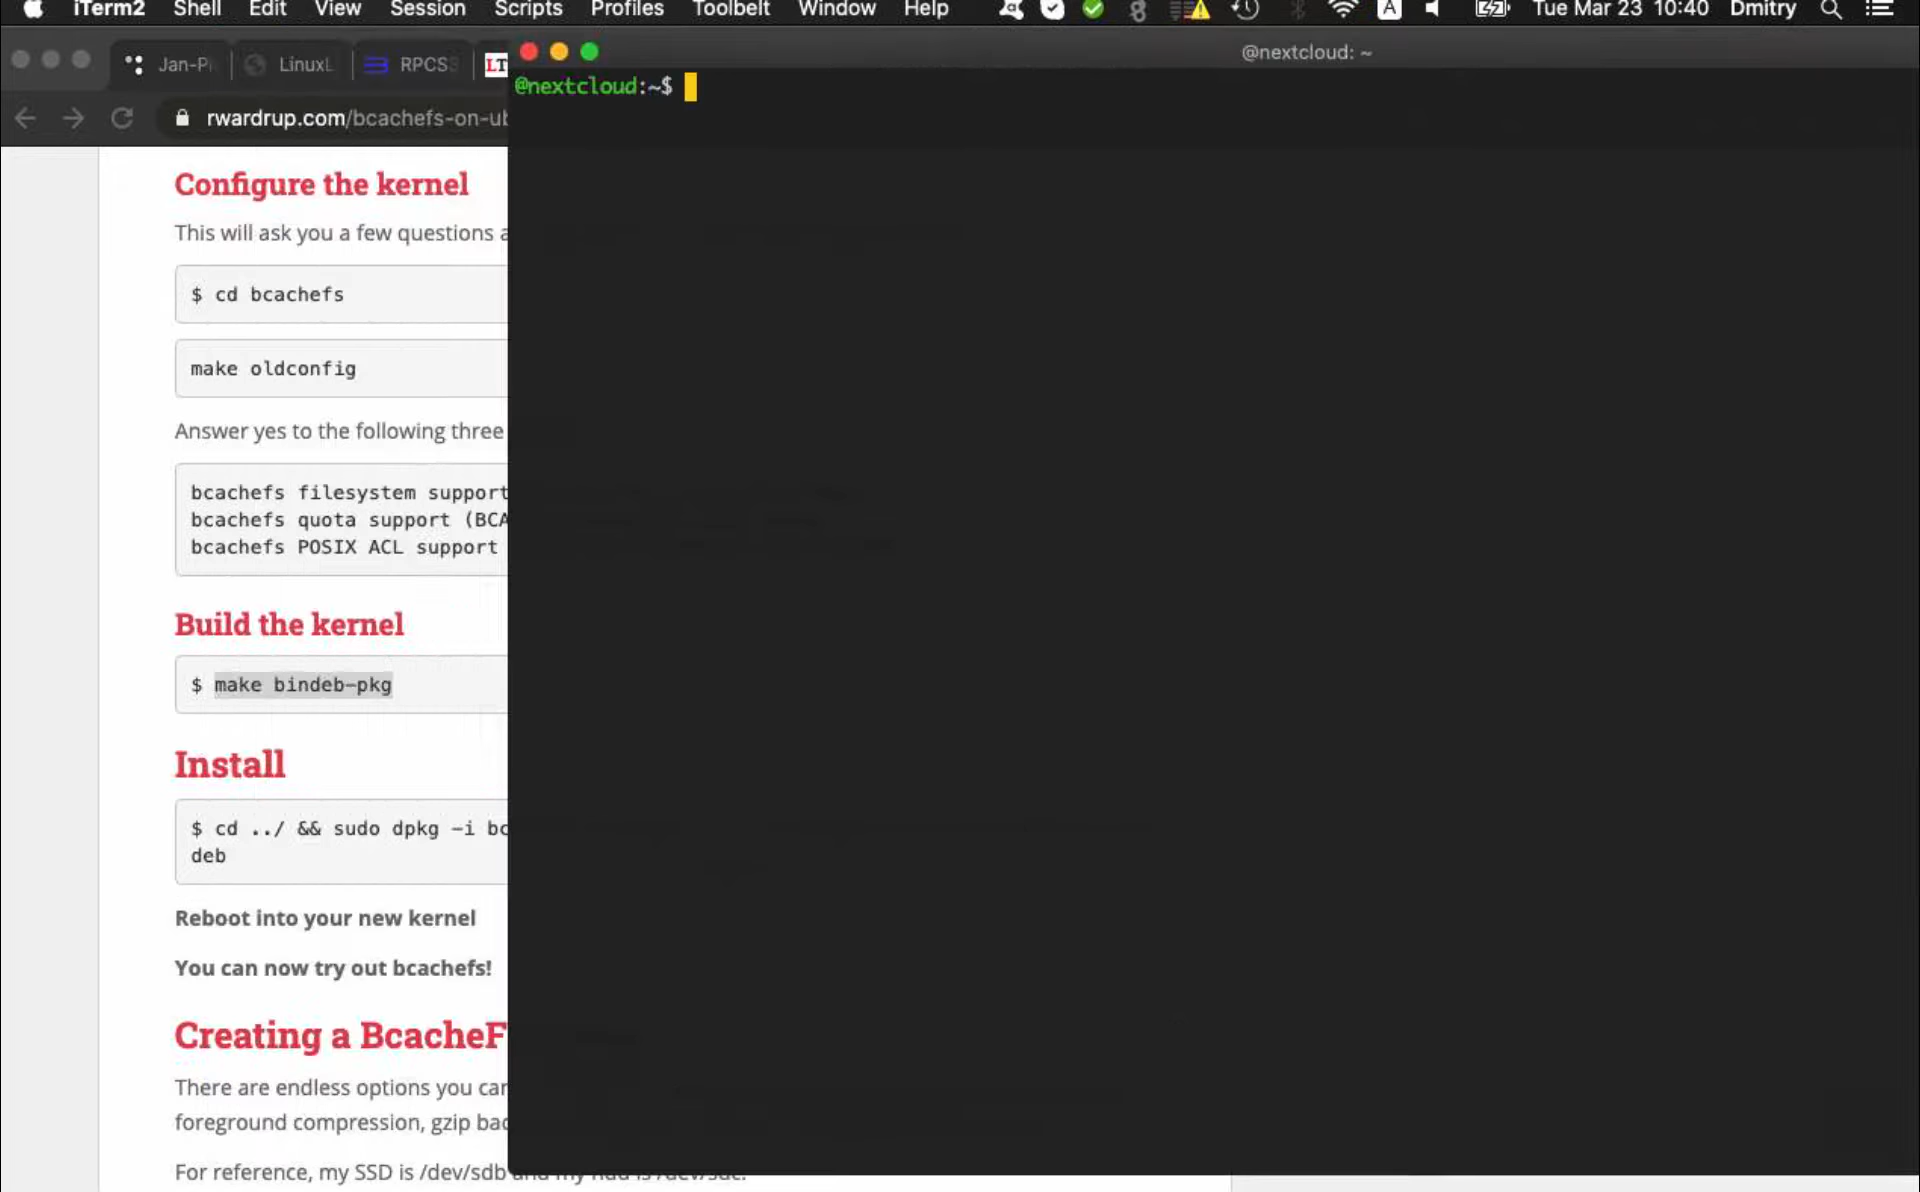 iTerm2 Shell Edit View Session Scripts Profiles Toolbelt Window Help A Tue Mar 23 10:40 Dmitry
Jan-Pi LinuxL RPCS LT
@nextcloud: ~
rwardrup.com/bcachefs-on-ub
@nextcloud:~$
Configure the kernel
This will ask you a few questions a
$ cd bcachefs
make oldconfig
Answer yes to the following three
bcachefs filesystem support
bcachefs quota support (BCA
bcachefs POSIX ACL support
Build the kernel
$ make bindeb-pkg
Install
$ cd ../ && sudo dpkg -i bc
deb
Reboot into your new kernel
You can now try out bcachefs!
Creating a BcacheF
There are endless options you can
foreground compression, gzip bac
For reference, my SSD is /dev/sdb